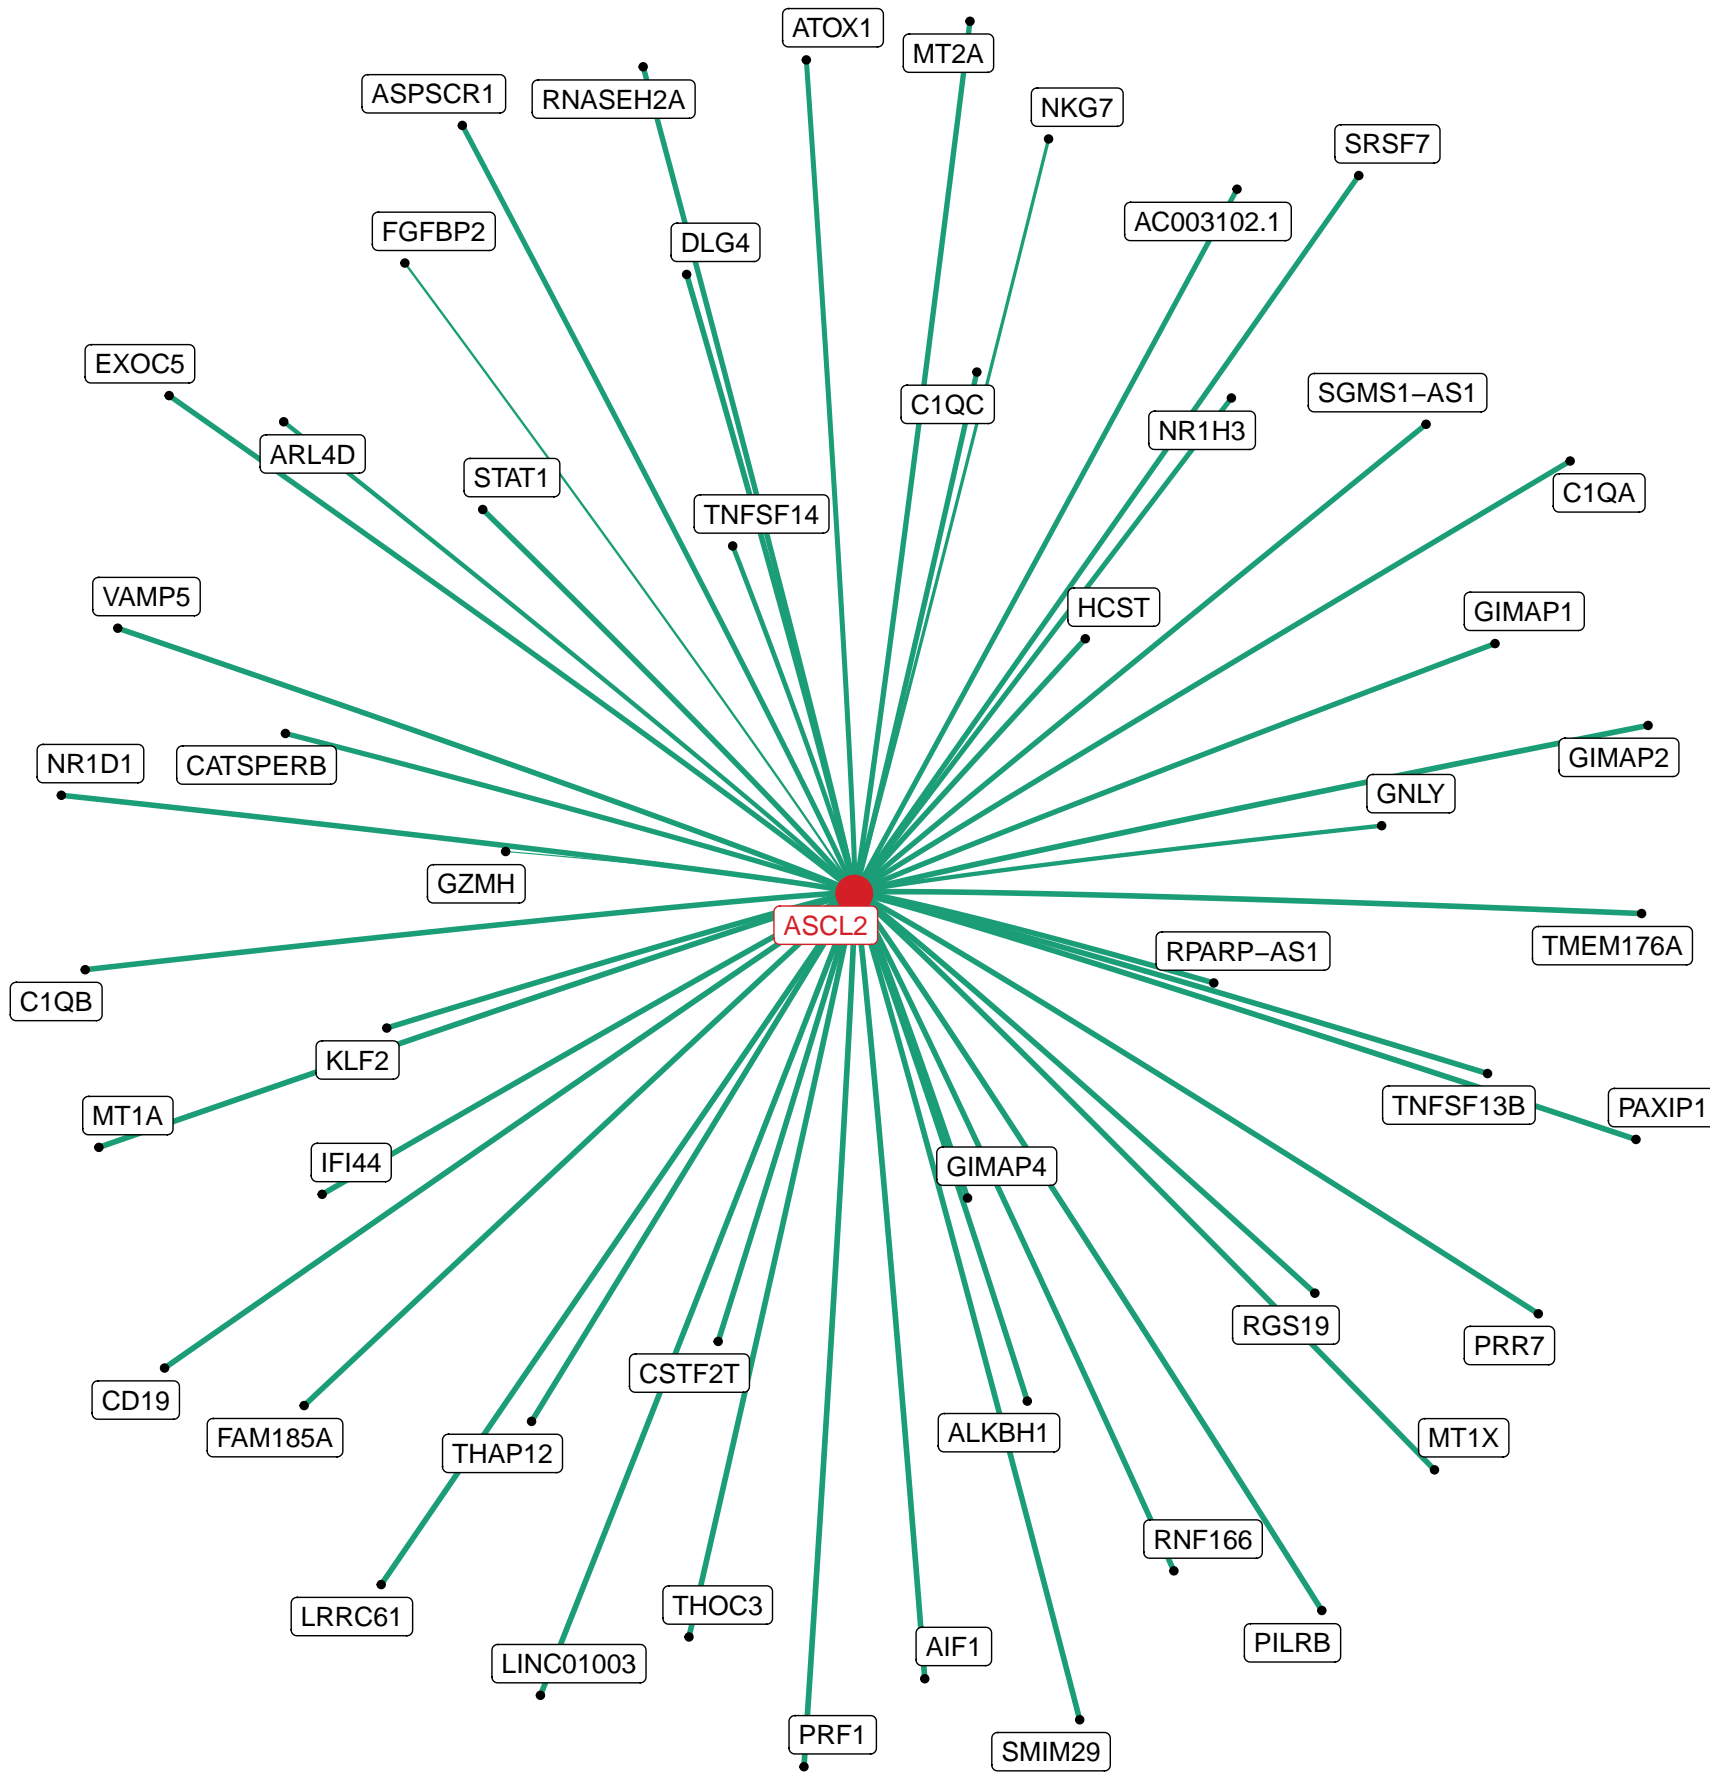 ATOX1
MT2A
ASPSCR1
RNASEH2A
NKG7
SRSF7
AC003102.1
FGFBP2
DLG4
EXOC5
SGMS1−AS1
C1QC
NR1H3
ARL4D
STAT1
C1QA
TNFSF14
VAMP5
HCST
GIMAP1
NR1D1
CATSPERB
GIMAP2
GNLY
GZMH
ASCL2
TMEM176A
RPARP−AS1
C1QB
KLF2
MT1A
TNFSF13B
PAXIP1
IFI44
GIMAP4
RGS19
PRR7
CSTF2T
CD19
FAM185A
THAP12
ALKBH1
MT1X
RNF166
THOC3
LRRC61
PILRB
AIF1
LINC01003
PRF1
SMIM29